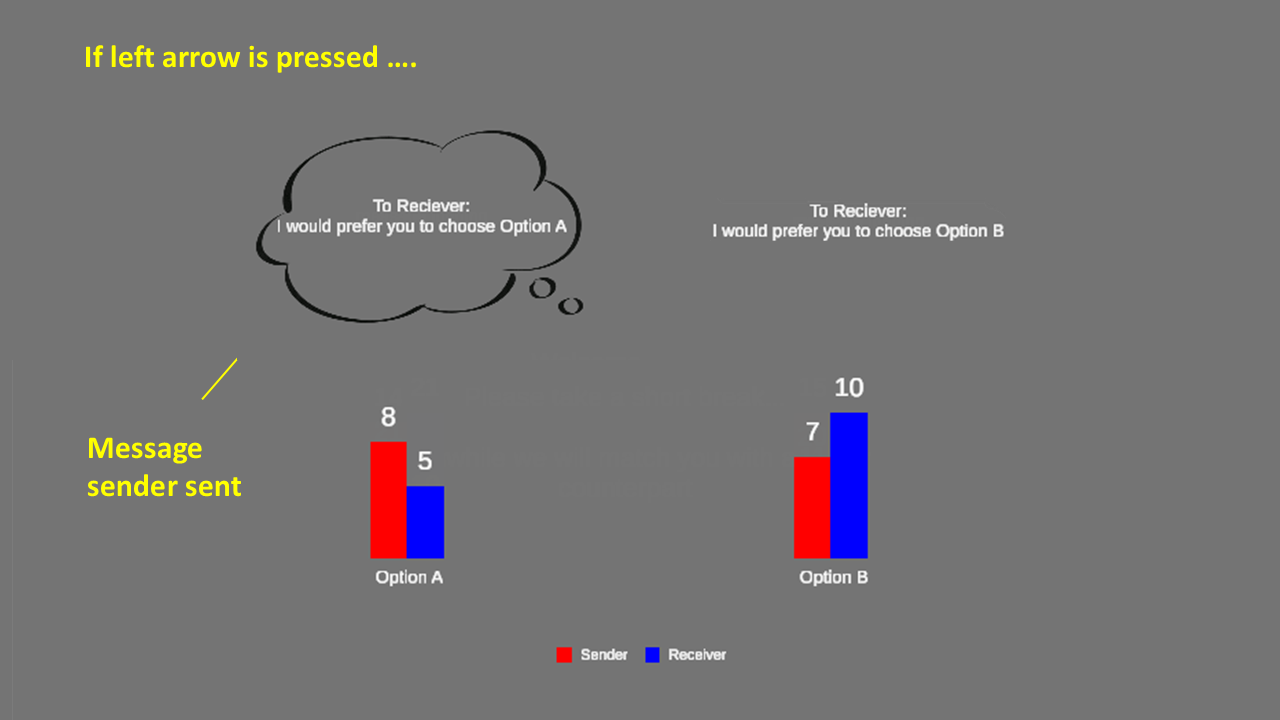 If left arrow is pressed ….
To Reciever:
I would prefer you to choose Option A
To Reciever:
I would prefer you to choose Option B
Message
sender sent
8
5
Option A
7
10
Option B
Sender
Receiver